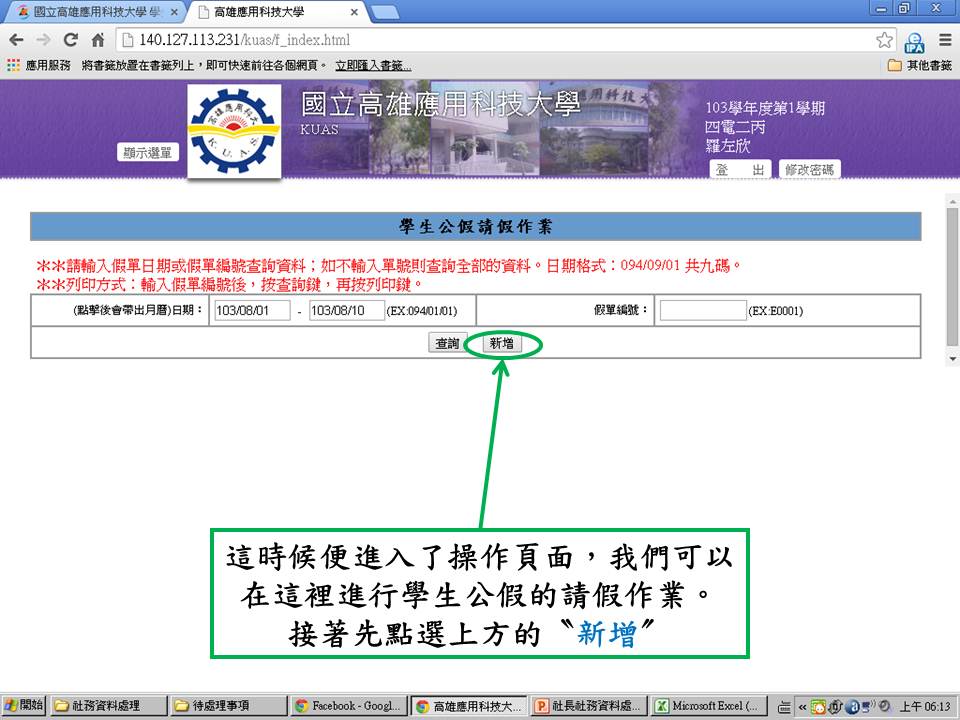 國立高雄應用科技大學 學
高雄應用科技大學
140.127.113.231/kuas/f_index.html
應用服務 將書籤放置在書籤列上，即可快速前往各個網頁。 立即匯入書籤...
其他書籤
國立高雄應用科技大學
KUAS
顯示選單
103學年度第1學期
四電二丙
羅左欣
登 出 修改密碼
學生公假請假作業
**請輸入假單日期或假單編號查詢資料；如不輸入單號則查詢全部的資料。日期格式：094/09/01 共九碼。
**列印方式：輸入假單編號後，按查詢鍵，再按列印鍵。
(點擊後會帶出月曆)日期： 103/08/01 - 103/08/10 (EX:094/01/01) 假單編號： (EX:E0001)
查詢 新增
這時候便進入了操作頁面，我們可以
在這裡進行學生公假的請假作業。
接著先點選上方的〝新增〞
開始 社務資料處理 待處理事項 Facebook - Googl... 高雄應用科技大... 社長社務資料處... Microsoft Excel (... 上午 06:13